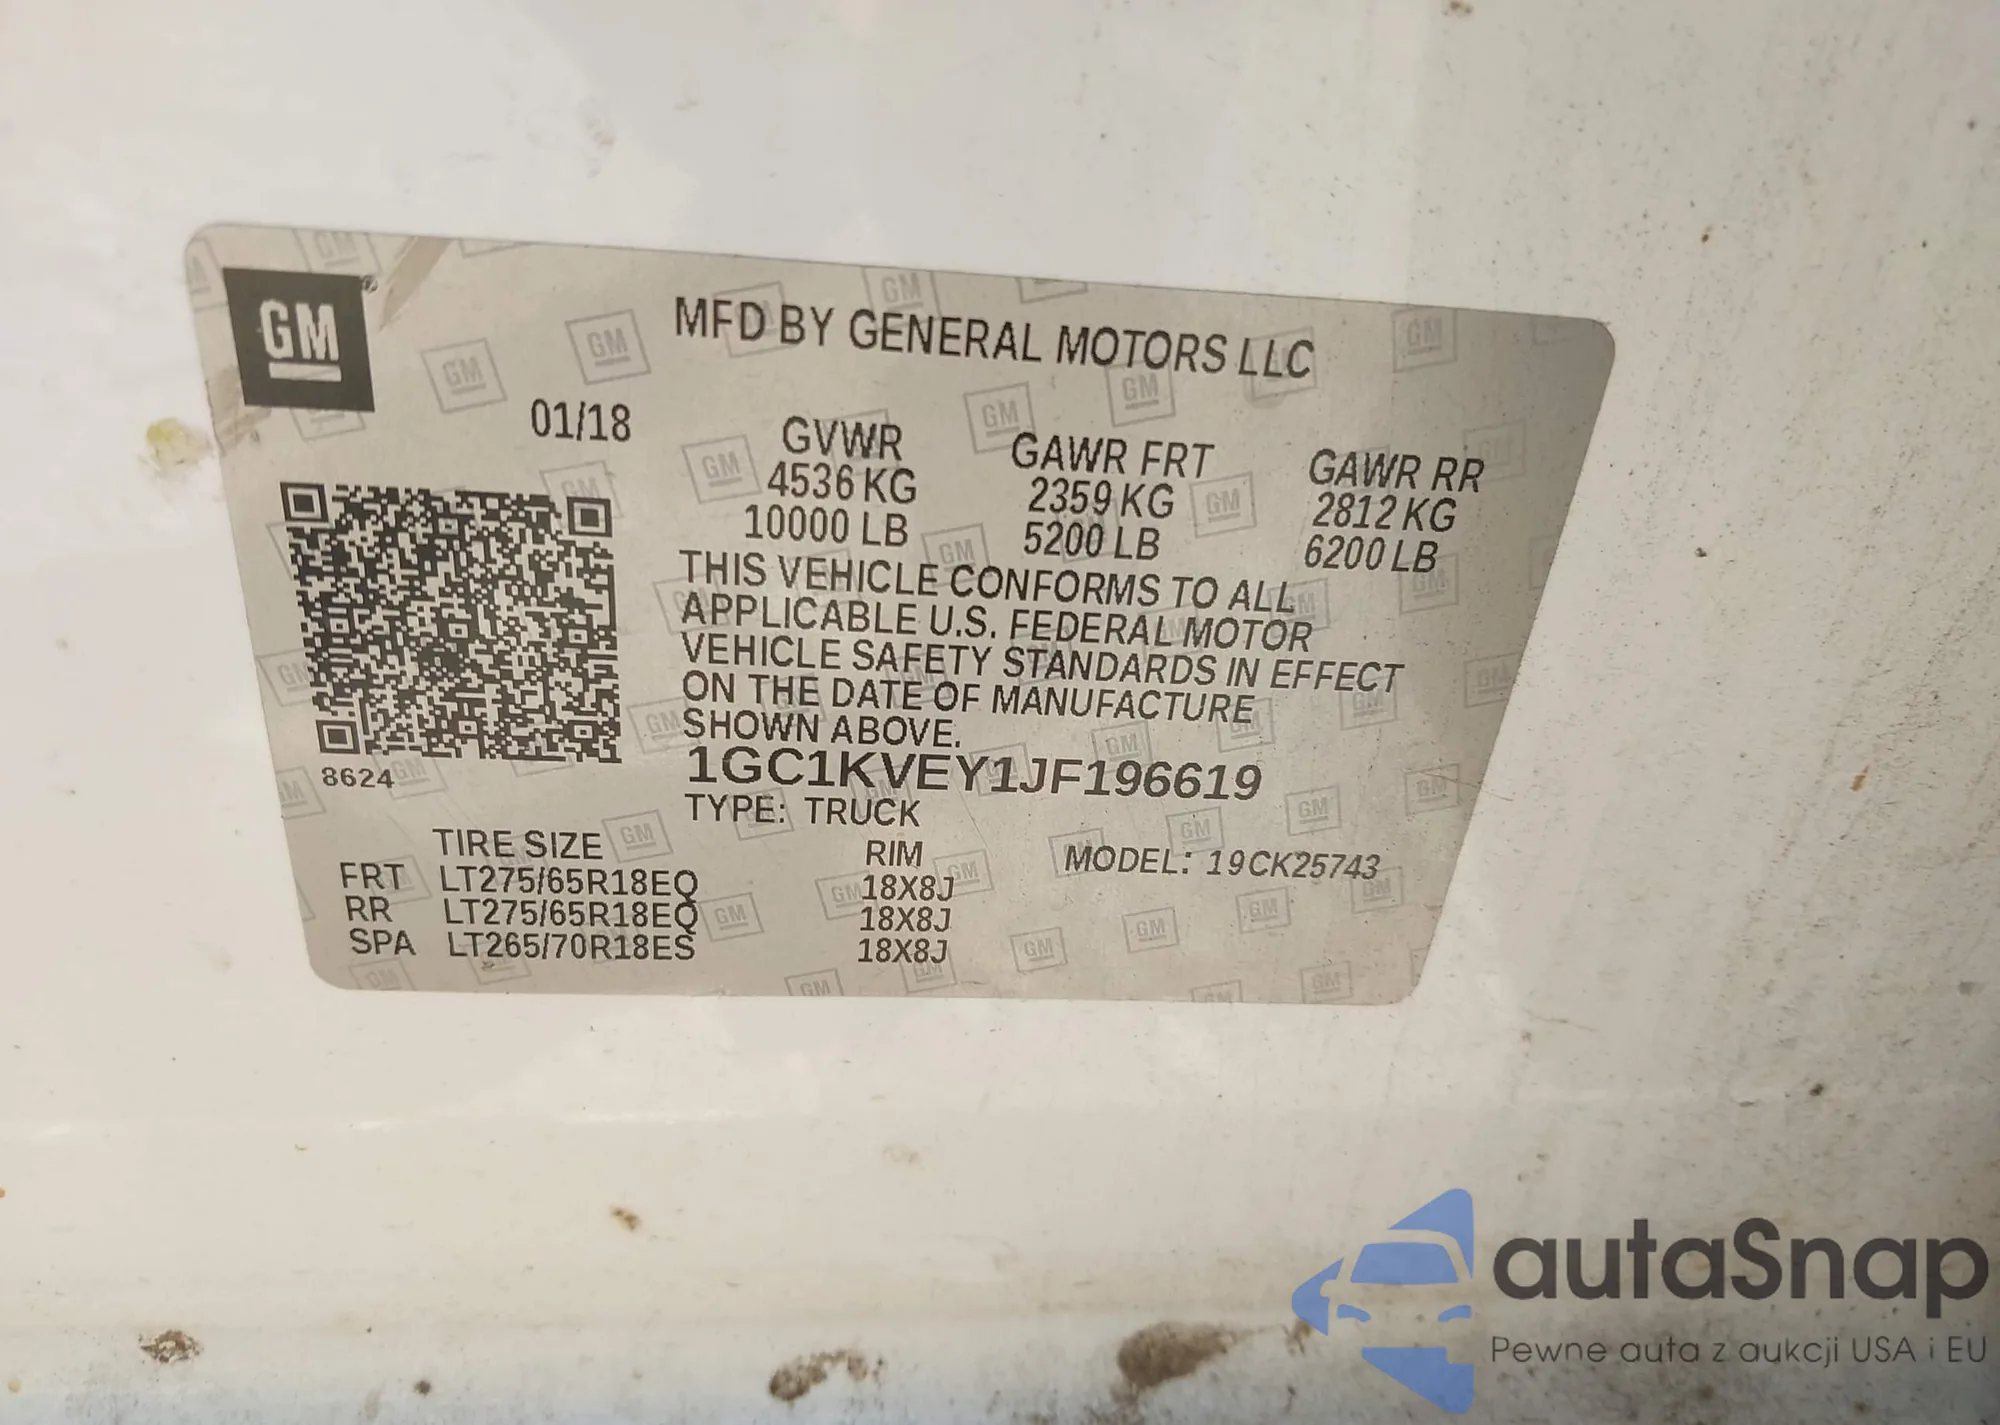 GM
MFD BY GENERAL MOTORS LLC
01/18
GVWR GAWR FRT GAWR RR
4536 KG 2359 KG 2812 KG
10000 LB 5200 LB 6200 LB
THIS VEHICLE CONFORMS TO ALL
APPLICABLE U.S. FEDERAL MOTOR
VEHICLE SAFETY STANDARDS IN EFFECT
ON THE DATE OF MANUFACTURE
SHOWN ABOVE.
8624
1GC1KVEY1JF196619
TYPE: TRUCK
TIRE SIZE RIM MODEL: 19CK25743
FRT LT275/65R18EQ 18X8J
RR LT275/65R18EQ 18X8J
SPA LT265/70R18ES 18X8J
autaSnap
Pewne auta z aukcji USA i EU